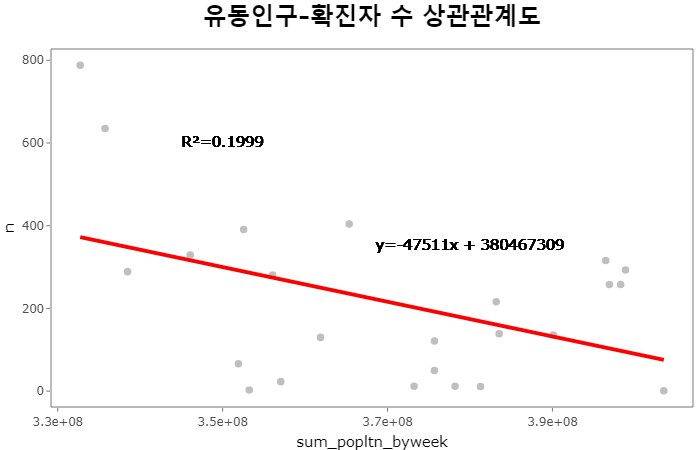 유동인구-확진자 수 상관관계도
800
600
400
200
0
n
R²=0.1999
y=-47511x + 380467309
3.3e+08
3.5e+08
3.7e+08
3.9e+08
sum_popltn_byweek